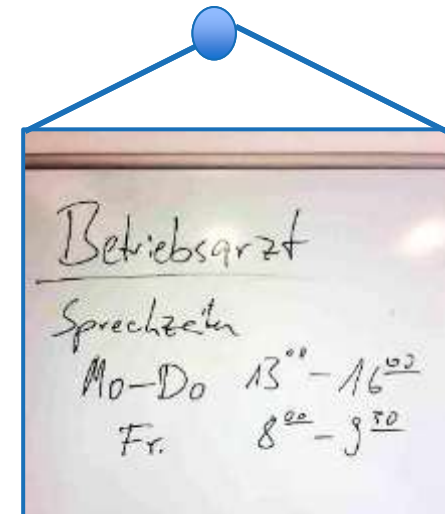 Betriebsarzt
Sprechzeiten
Mo-Do 13⁰⁰ - 16⁰⁰
Fr. 8⁰⁰ - 9³⁰